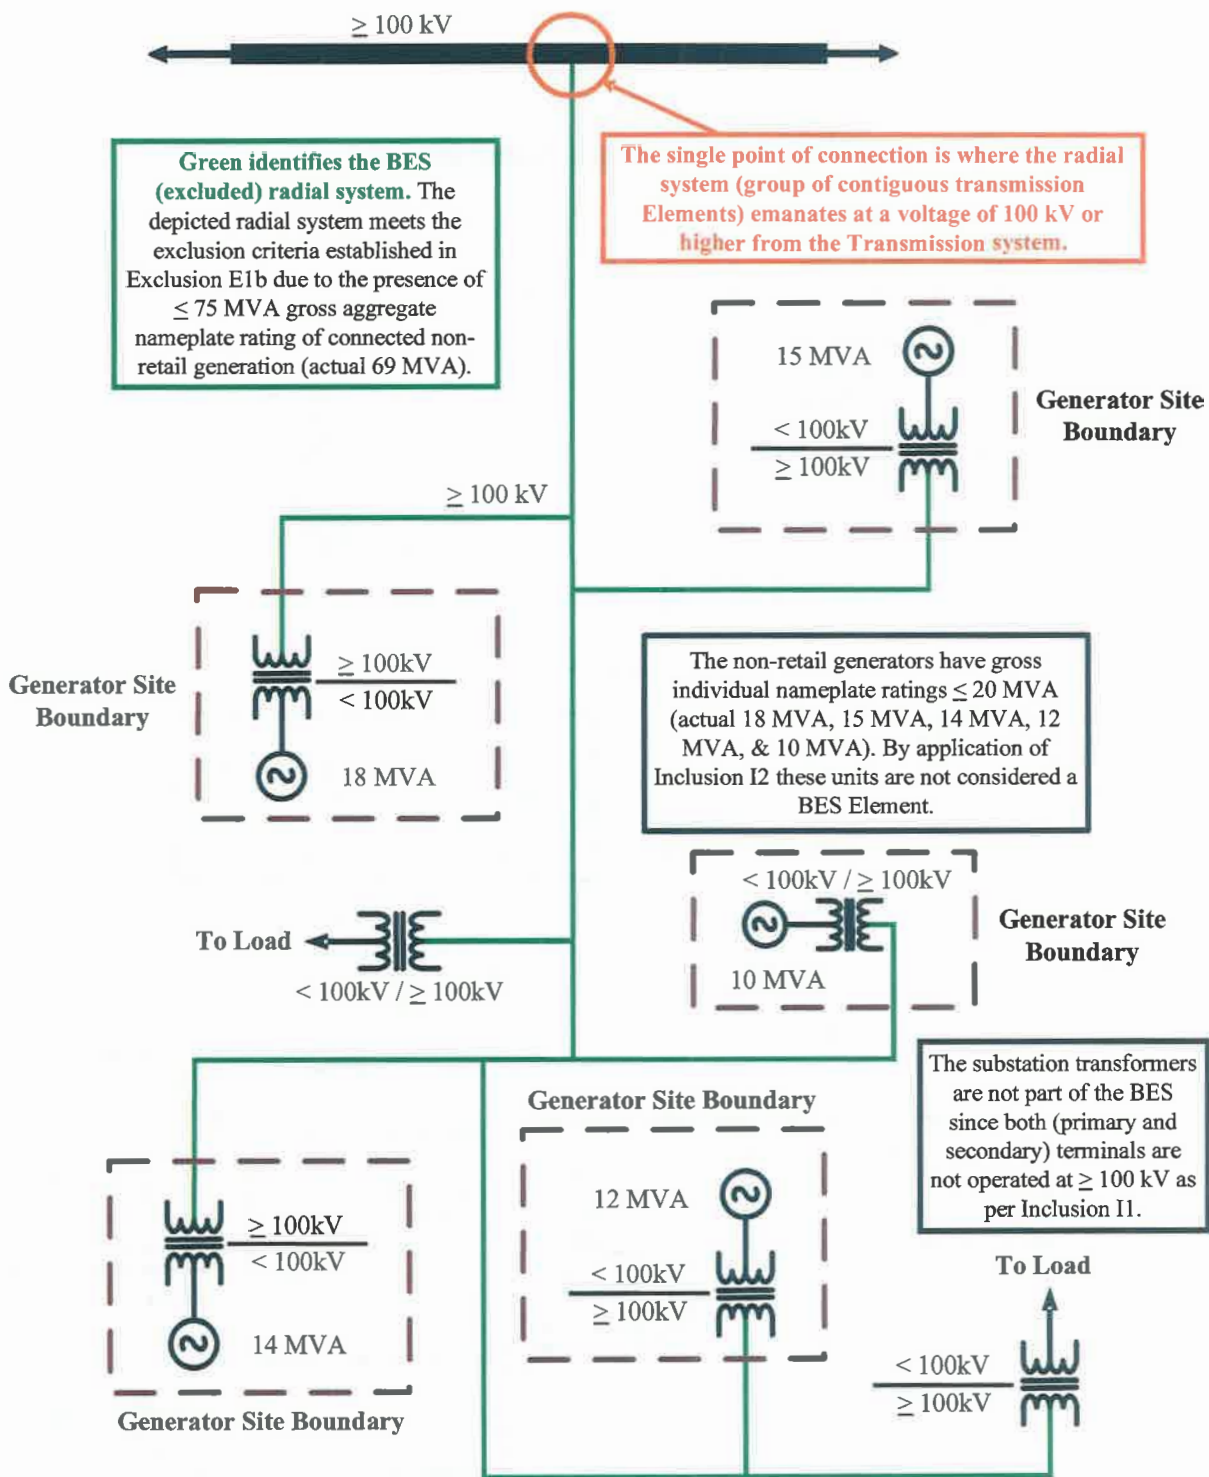 ≥ 100 kV
Green identifies the BES
(excluded) radial system. The
depicted radial system meets the
exclusion criteria established in
Exclusion E1b due to the presence of
≤ 75 MVA gross aggregate
nameplate rating of connected non-
retail generation (actual 69 MVA).
The single point of connection is where the radial
system (group of contiguous transmission
Elements) emanates at a voltage of 100 kV or
higher from the Transmission system.
15 MVA
< 100kV
≥ 100kV
Generator Site
Boundary
≥ 100 kV
Generator Site
Boundary
≥ 100kV
< 100kV
18 MVA
The non-retail generators have gross
individual nameplate ratings ≤ 20 MVA
(actual 18 MVA, 15 MVA, 14 MVA, 12
MVA, & 10 MVA). By application of
Inclusion I2 these units are not considered a
BES Element.
To Load
< 100kV / ≥ 100kV
< 100kV / ≥ 100kV
10 MVA
Generator Site
Boundary
The substation transformers
are not part of the BES
since both (primary and
secondary) terminals are
not operated at ≥ 100 kV as
per Inclusion I1.
≥ 100kV
< 100kV
14 MVA
Generator Site Boundary
Generator Site Boundary
12 MVA
< 100kV
≥ 100kV
To Load
< 100kV
≥ 100kV